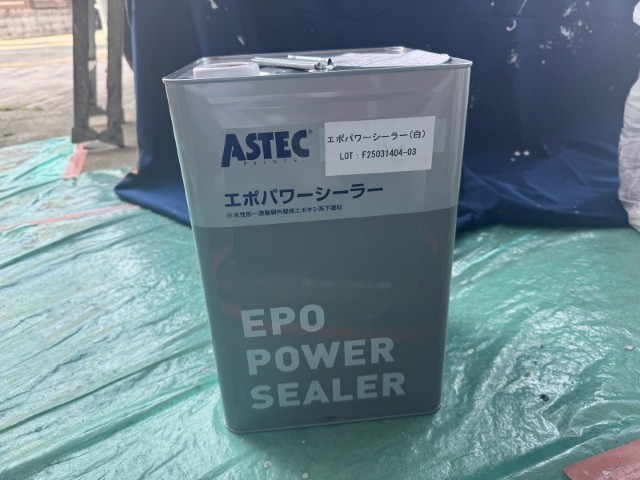 ASTEC
エポパワーシーラー(白)
LOT : F25031404-03
エポパワーシーラー
EPO
POWER
SEALER